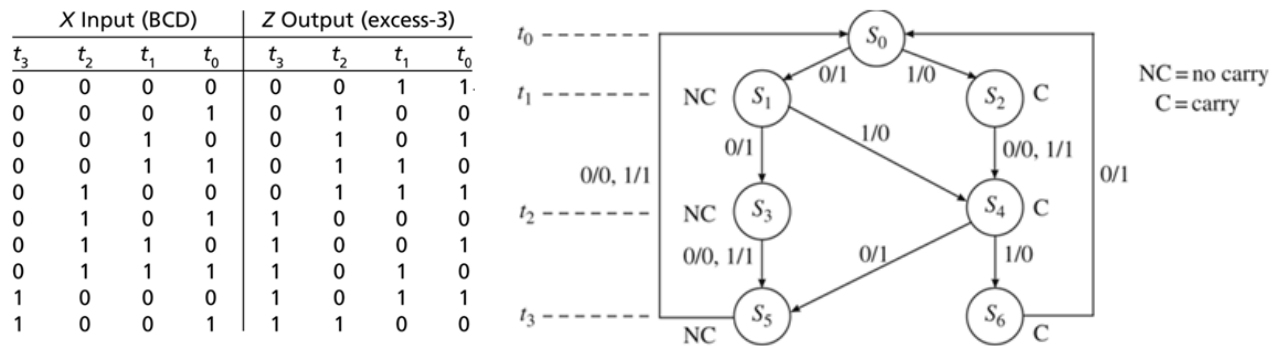 X Input (BCD) Z Output (excess-3)
t3 t2 t1 t0 t3 t2 t1 t0
0 0 0 0 0 0 1 1
0 0 0 1 0 1 0 0
0 0 1 0 0 1 0 1
0 0 1 1 0 1 1 0
0 1 0 0 0 1 1 1
0 1 0 1 1 0 0 0
0 1 1 0 1 0 0 1
0 1 1 1 1 0 1 0
1 0 0 0 1 0 1 1
1 0 0 1 1 1 0 0
t0
S0
0/1 1/0
t1 NC S1 S2 C
NC = no carry
C = carry
1/0
0/1 0/0, 1/1
0/0, 1/1 0/1
t2 NC S3 S4 C
0/0, 1/1 0/1 1/0
t3 S5 S6
NC C